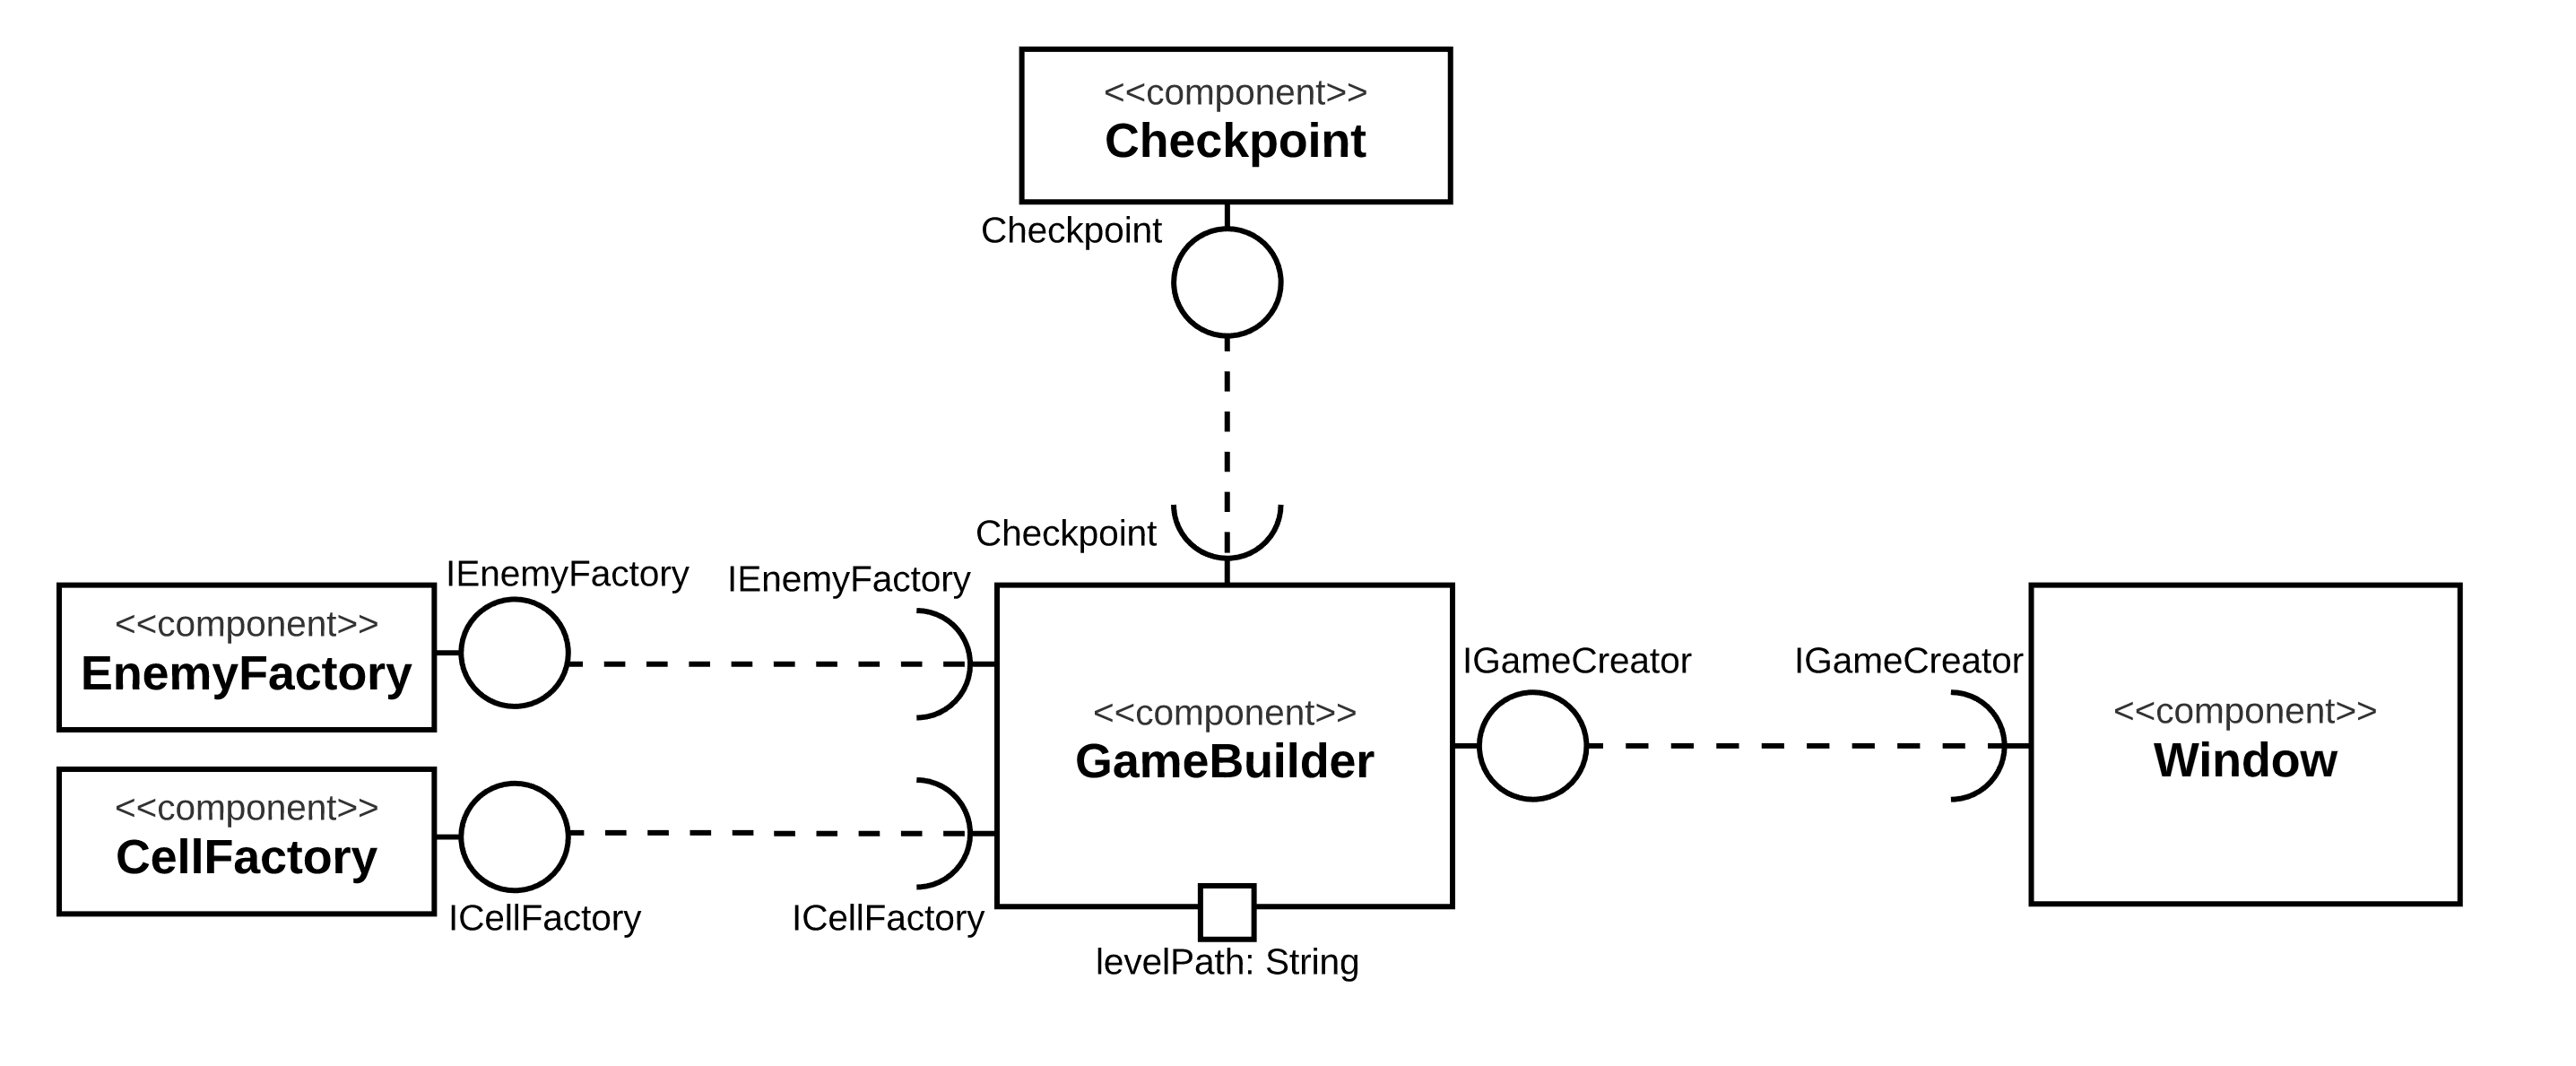 <<component>>
Checkpoint
Checkpoint
Checkpoint
IEnemyFactory
IEnemyFactory
<<component>>
EnemyFactory
<<component>>
CellFactory
ICellFactory
ICellFactory
<<component>>
GameBuilder
levelPath: String
IGameCreator
IGameCreator
<<component>>
Window